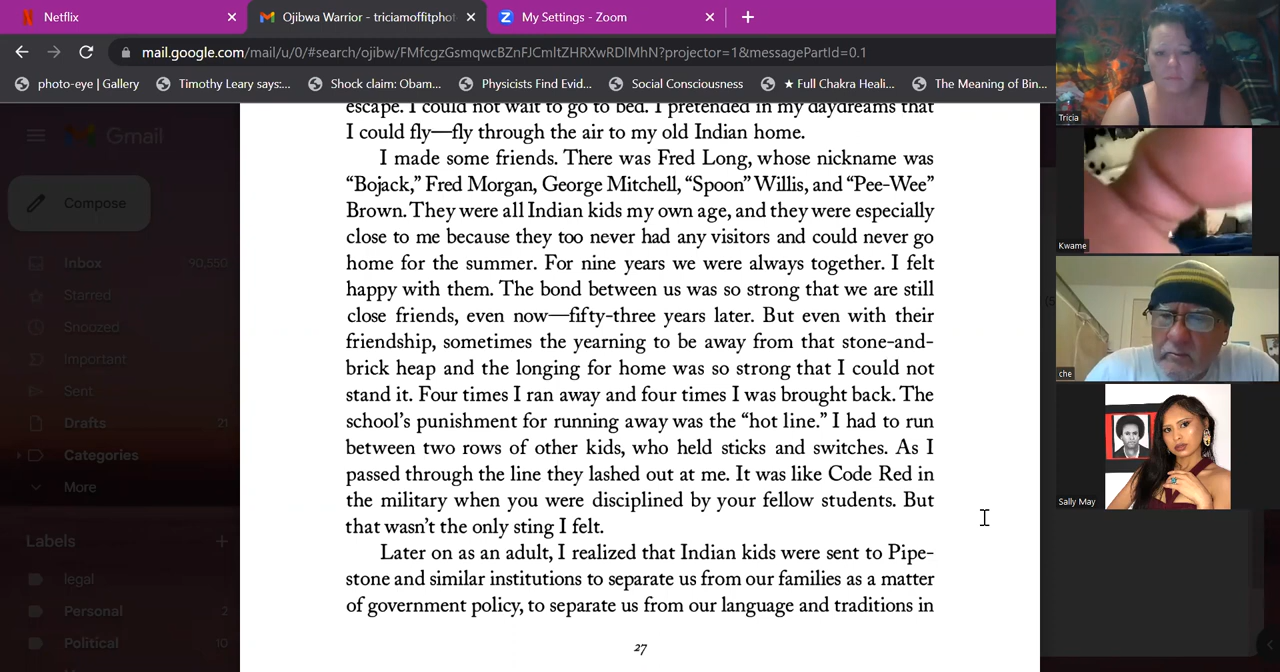 Netflix
Ojibwa Warrior - triciamoffitphot
My Settings - Zoom
mail.google.com/mail/u/0/#search/ojibw/FMfcgzGsmqwcBZnFJCmltZHRXwRDlMhN?projector=1&messagePartId=0.1
photo-eye | Gallery
Timothy Leary says:...
Shock claim: Obam...
Physicists Find Evid...
Social Consciousness
★ Full Chakra Heali...
The Meaning of Bin...
Gmail
Compose
Inbox 90,550
Starred
Snoozed
Important
Sent
Drafts 21
Categories
More
Labels
legal
Personal 2
Political 10
escape. I could not wait to go to bed. I pretended in my daydreams that
I could fly—fly through the air to my old Indian home.
I made some friends. There was Fred Long, whose nickname was
“Bojack,” Fred Morgan, George Mitchell, “Spoon” Willis, and “Pee-Wee”
Brown. They were all Indian kids my own age, and they were especially
close to me because they too never had any visitors and could never go
home for the summer. For nine years we were always together. I felt
happy with them. The bond between us was so strong that we are still
close friends, even now—fifty-three years later. But even with their
friendship, sometimes the yearning to be away from that stone-and-
brick heap and the longing for home was so strong that I could not
stand it. Four times I ran away and four times I was brought back. The
school’s punishment for running away was the “hot line.” I had to run
between two rows of other kids, who held sticks and switches. As I
passed through the line they lashed out at me. It was like Code Red in
the military when you were disciplined by your fellow students. But
that wasn’t the only sting I felt.
Later on as an adult, I realized that Indian kids were sent to Pipe-
stone and similar institutions to separate us from our families as a matter
of government policy, to separate us from our language and traditions in
27
Tricia
Kwame
che
Sally May